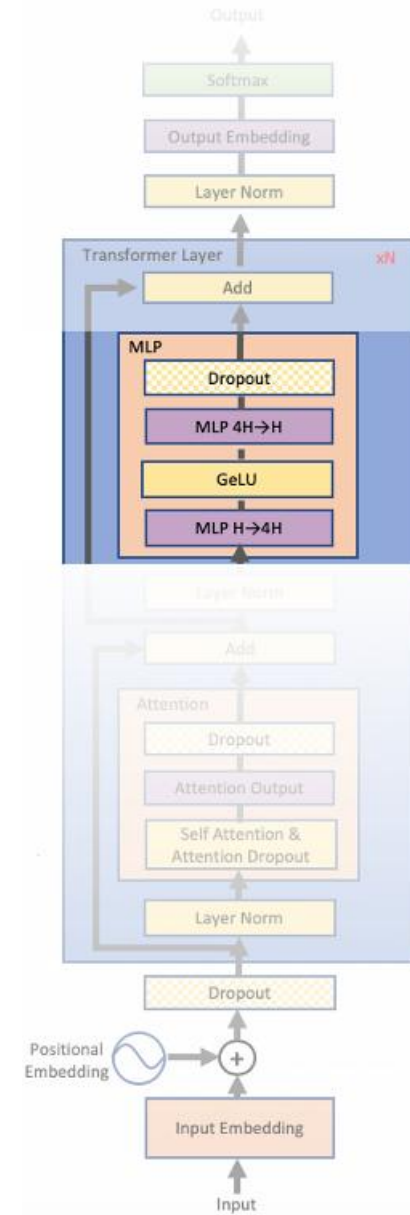 Output
Softmax
Output Embedding
Layer Norm
Transformer Layer
xN
Add
MLP
Dropout
MLP 4H→H
GeLU
MLP H→4H
Layer Norm
Add
Attention
Dropout
Attention Output
Self Attention &
Attention Dropout
Layer Norm
Dropout
Positional
Embedding
+
Input Embedding
Input